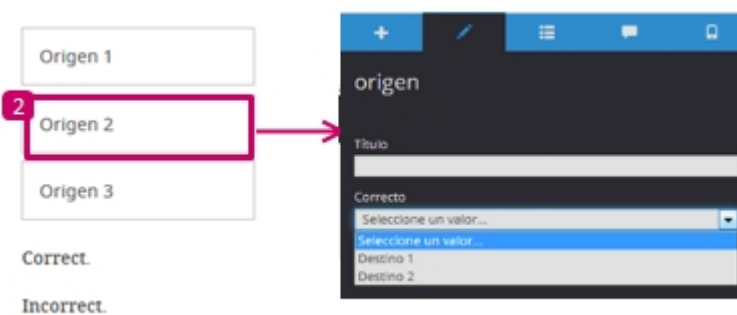 Origen 1
2
Origen 2
Origen 3
Correct.
Incorrect.
origen
Título
Correcto
Seleccione un valor...
Seleccione un valor...
Destino 1
Destino 2